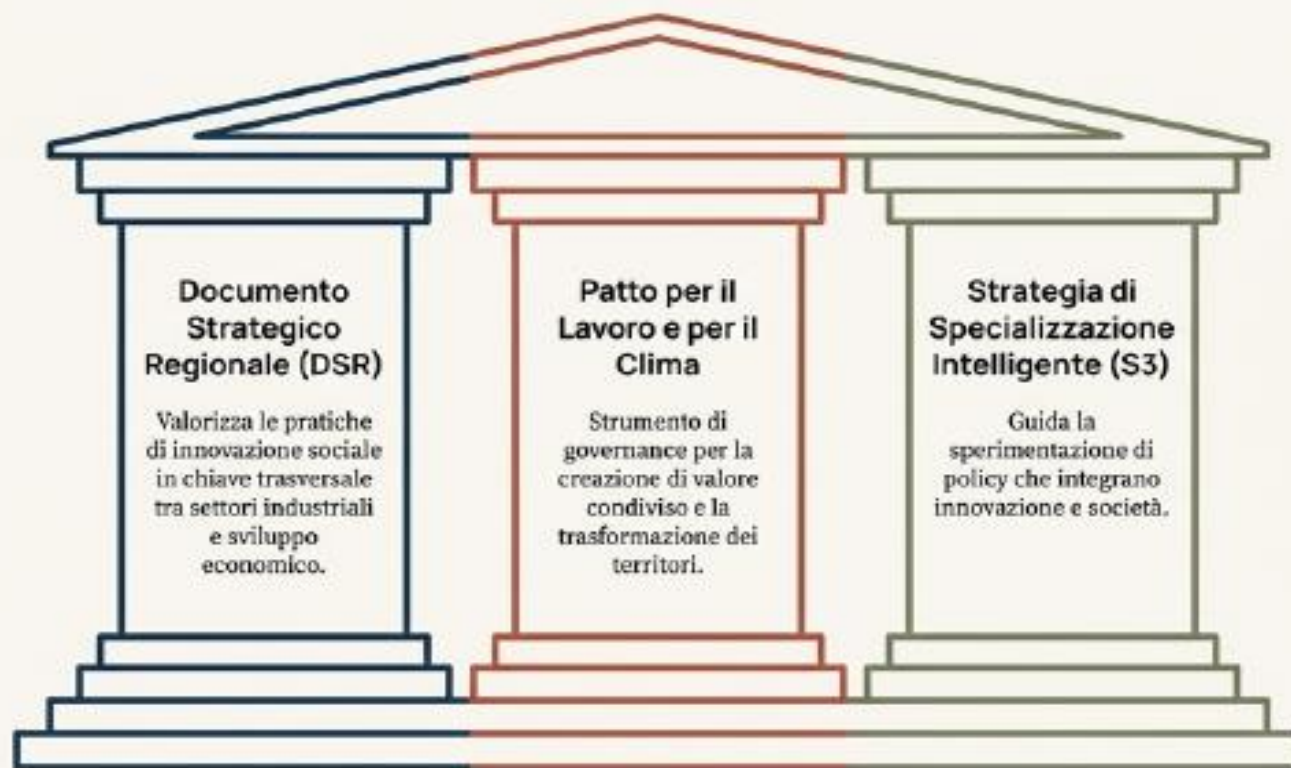 Documento
Strategico
Regionale (DSR)
Valorizza le pratiche
di innovazione sociale
in chiave trasversale
tra settori industriali
e sviluppo
economico.
Patto per il
Lavoro e per il
Clima
Strumento di
governance per la
creazione di valore
condiviso e la
trasformazione dei
territori.
Strategia di
Specializzazione
Intelligente (S3)
Guida la
sperimentazione di
policy che integrano
innovazione e società.